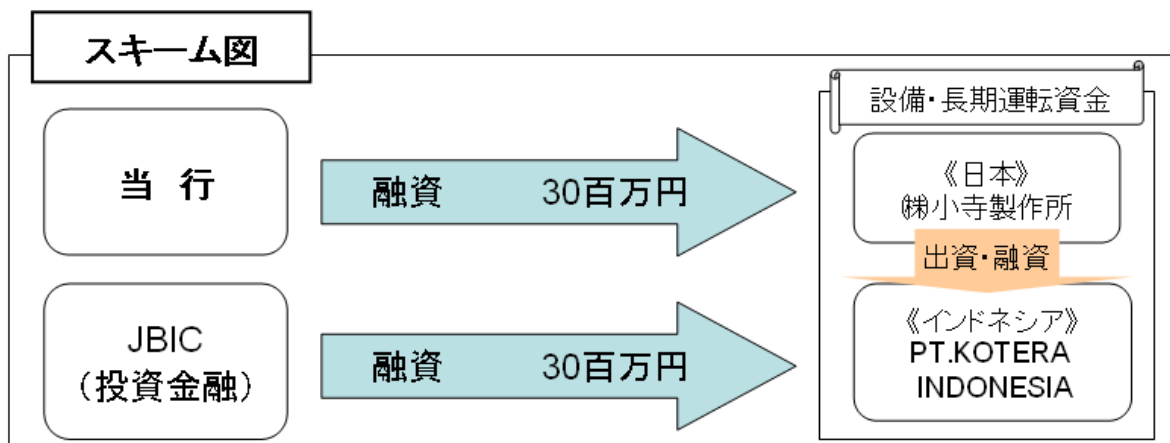 スキーム図
設備・長期運転資金
当 行
融資 30百万円
《日本》
㈱小寺製作所
出資・融資
JBIC
（投資金融）
融資 30百万円
《インドネシア》
PT.KOTERA
INDONESIA